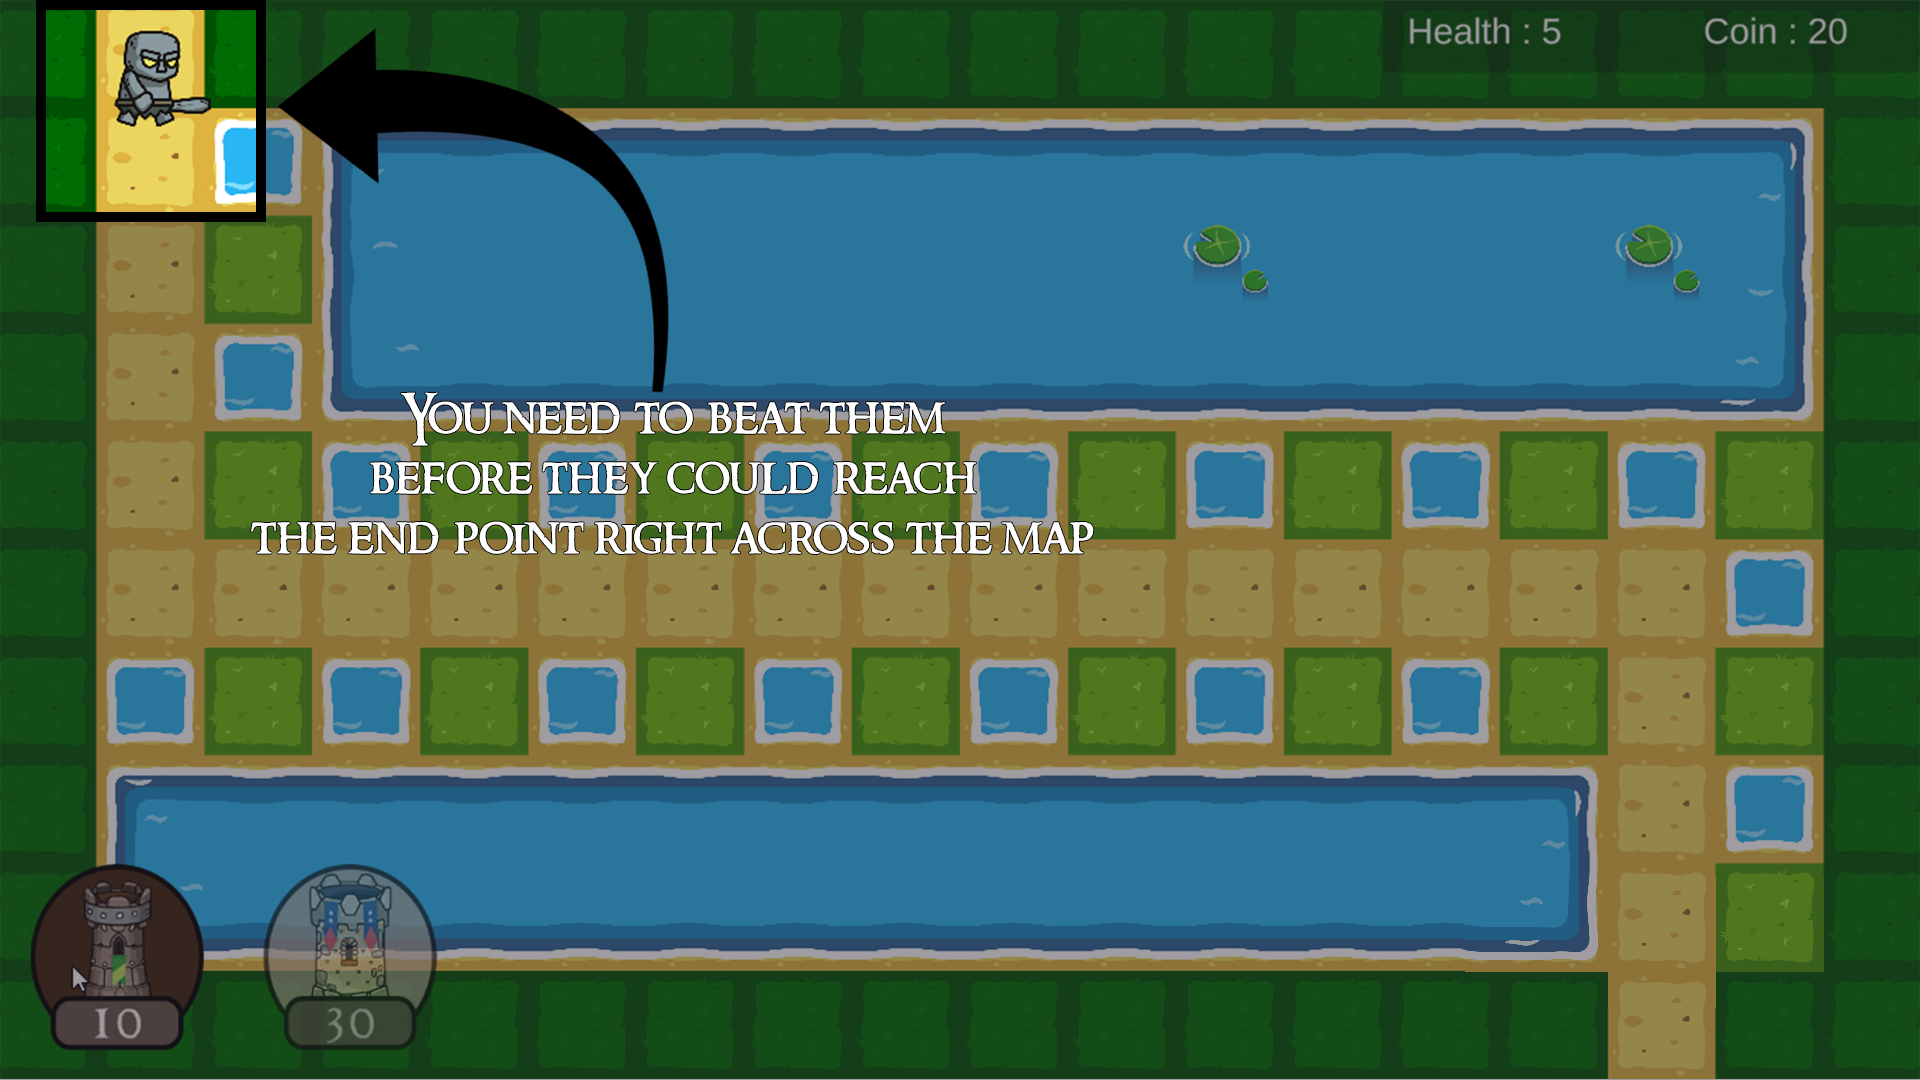 Health : 5 Coin : 20
YOU NEED TO BEAT THEM
BEFORE THEY COULD REACH
THE END POINT RIGHT ACROSS THE MAP
10 30